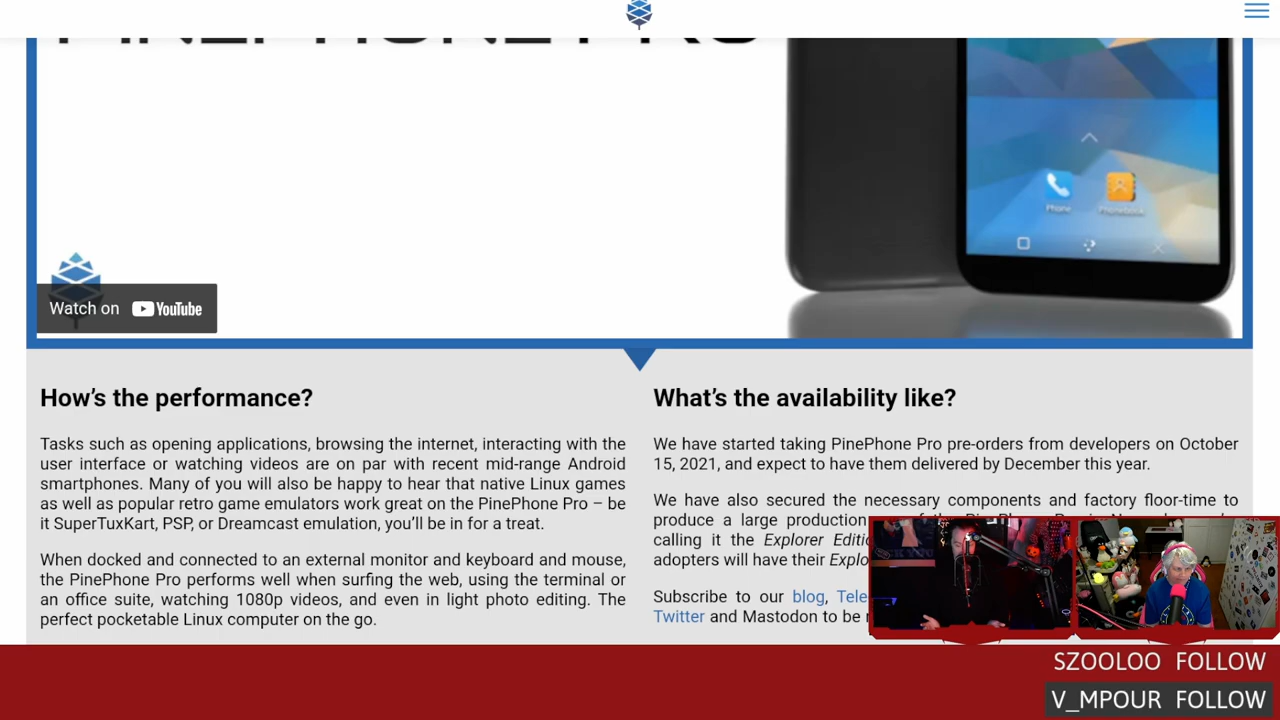 PINEPHONE PRO
Phone
Phonebook
Watch on YouTube
How's the performance?
Tasks such as opening applications, browsing the internet, interacting with the
user interface or watching videos are on par with recent mid-range Android
smartphones. Many of you will also be happy to hear that native Linux games
as well as popular retro game emulators work great on the PinePhone Pro – be
it SuperTuxKart, PSP, or Dreamcast emulation, you'll be in for a treat.
When docked and connected to an external monitor and keyboard and mouse,
the PinePhone Pro performs well when surfing the web, using the terminal or
an office suite, watching 1080p videos, and even in light photo editing. The
perfect pocketable Linux computer on the go.
What's the availability like?
We have started taking PinePhone Pro pre-orders from developers on October
15, 2021, and expect to have them delivered by December this year.
We have also secured the necessary components and factory floor-time to
produce a large production
calling it the Explorer Editio
adopters will have their Explo
Subscribe to our blog, Tele
Twitter and Mastodon to be
SZOOLOO FOLLOW
V_MPOUR FOLLOW